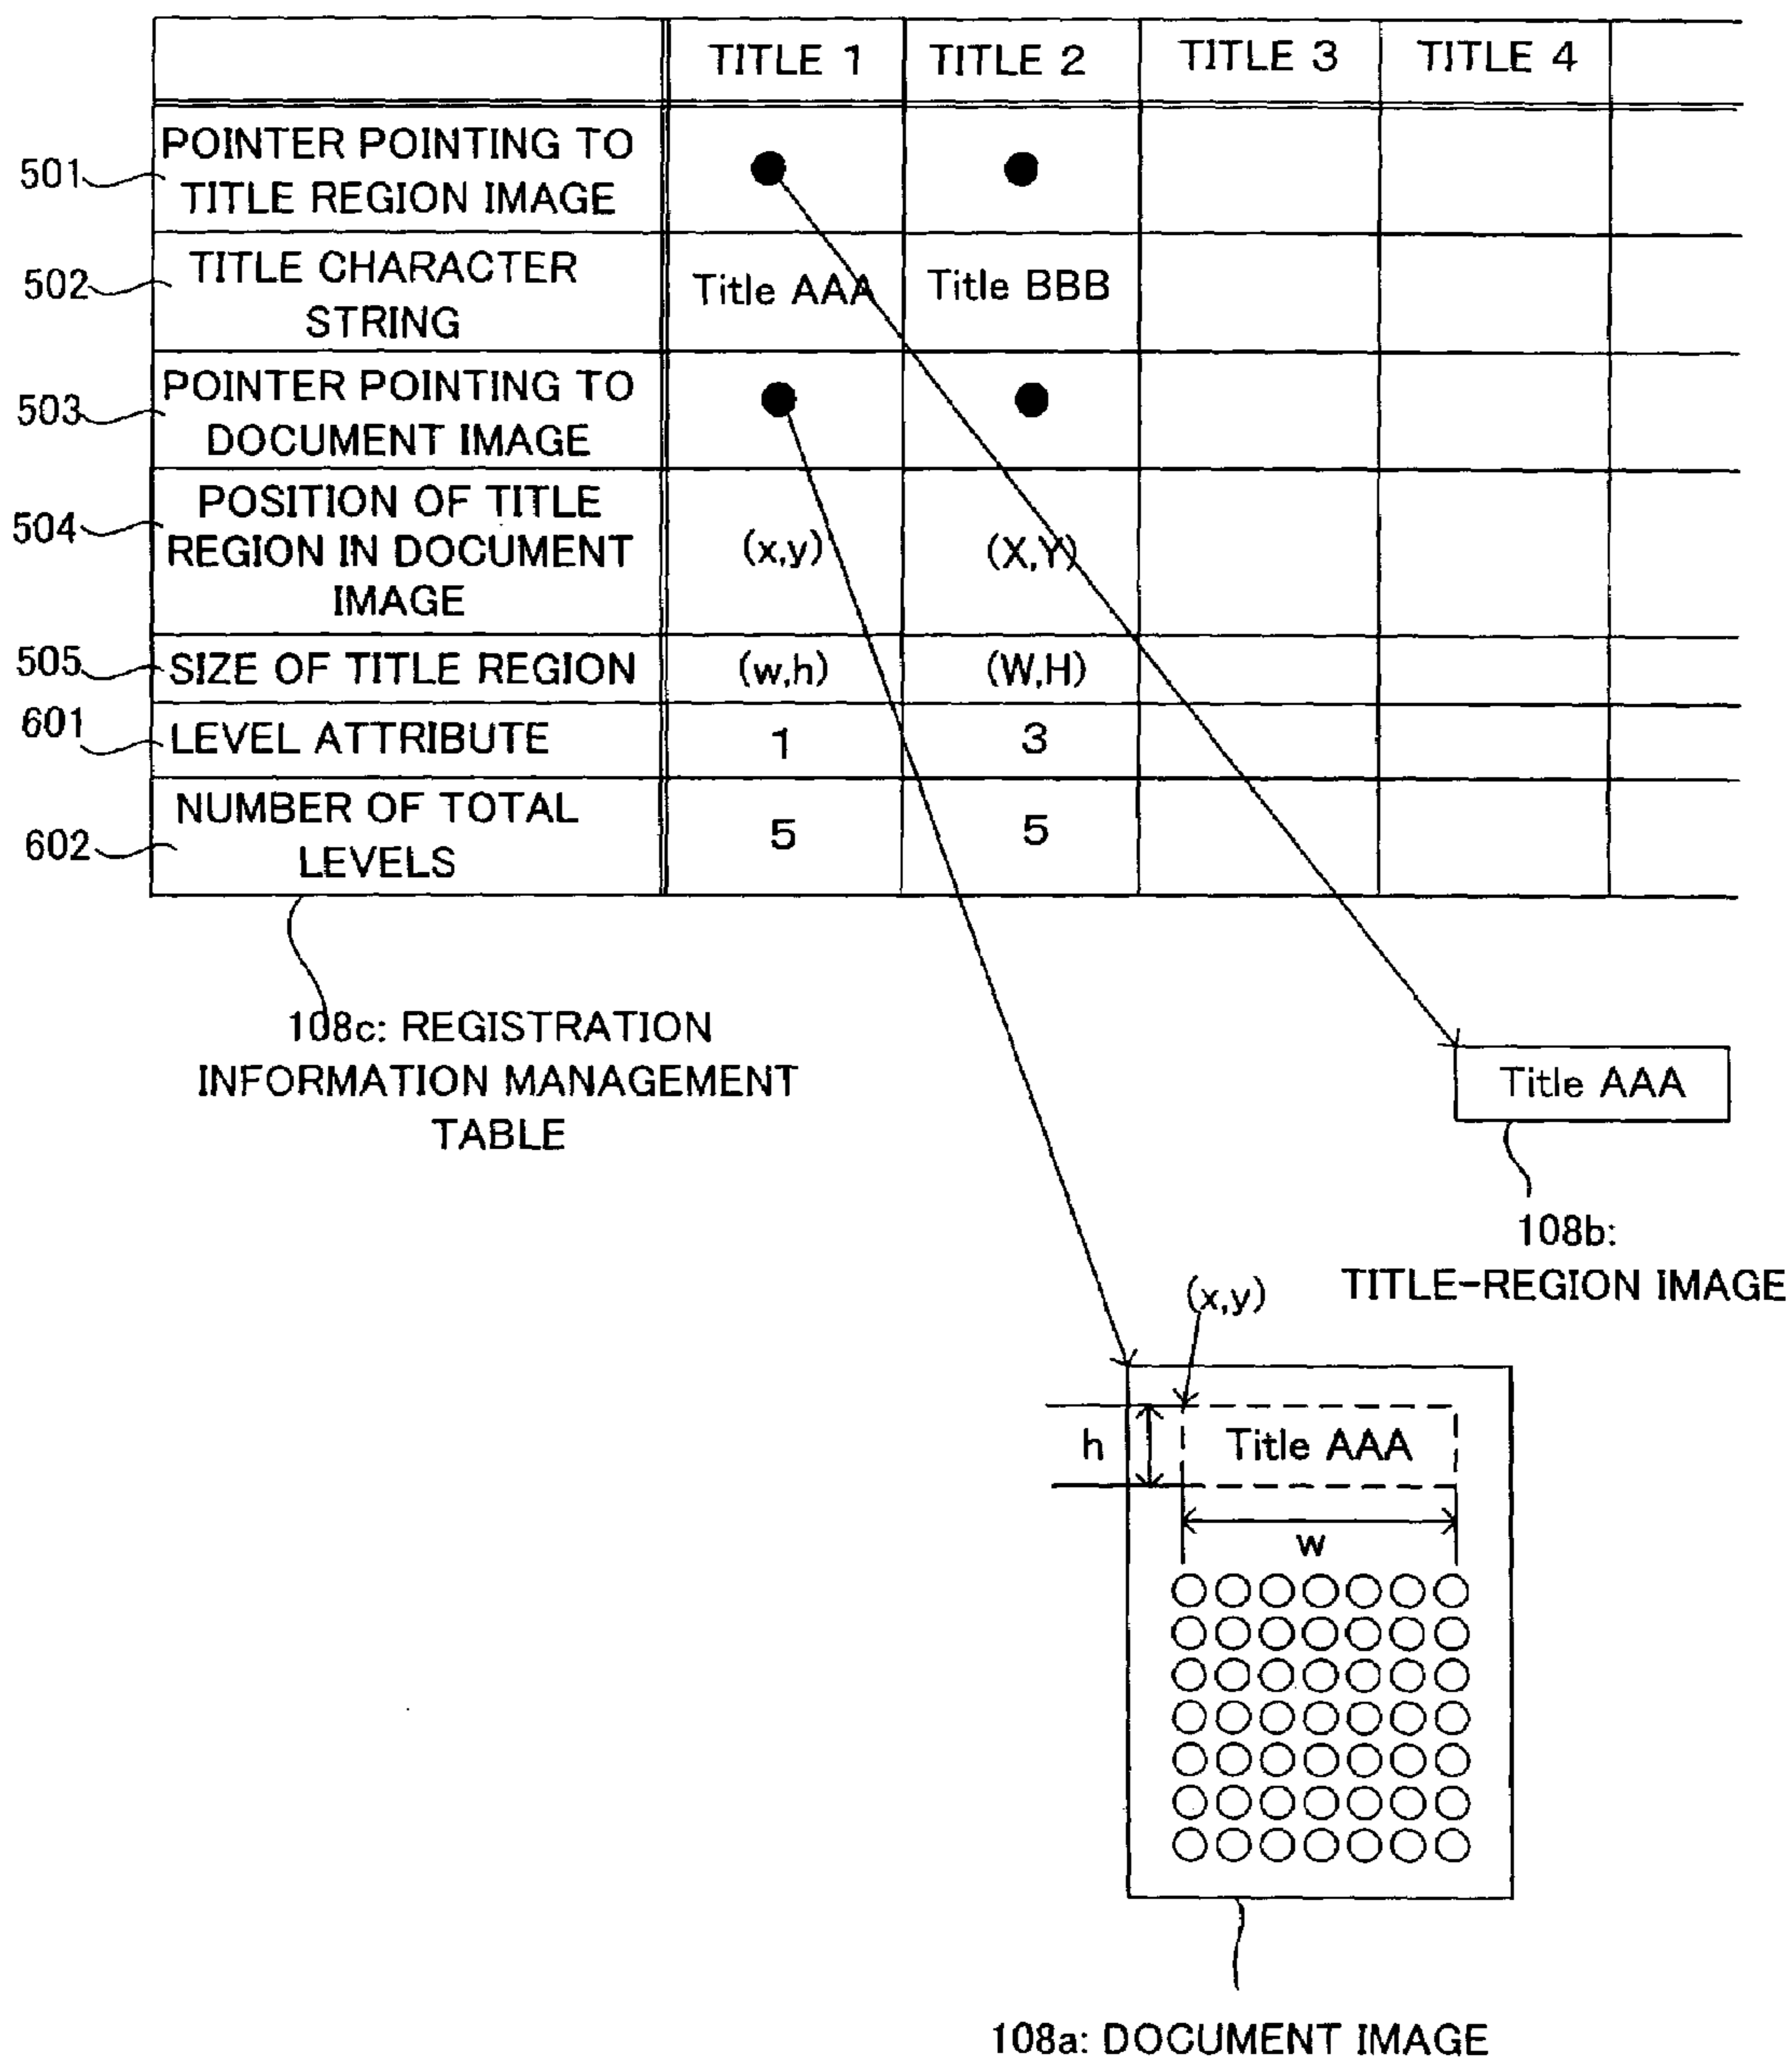 TITLE 1 TITLE 2 TITLE 3 TITLE 4
501 POINTER POINTING TO
TITLE REGION IMAGE
502 TITLE CHARACTER
STRING
Title AAA Title BBB
503 POINTER POINTING TO
DOCUMENT IMAGE
504 POSITION OF TITLE
REGION IN DOCUMENT
IMAGE
(x,y) (X,Y)
505 SIZE OF TITLE REGION (w,h) (W,H)
601 LEVEL ATTRIBUTE 1 3
602 NUMBER OF TOTAL
LEVELS
5 5
108c: REGISTRATION
INFORMATION MANAGEMENT
TABLE
Title AAA
108b:
TITLE-REGION IMAGE
(x,y)
h Title AAA
w
108a: DOCUMENT IMAGE